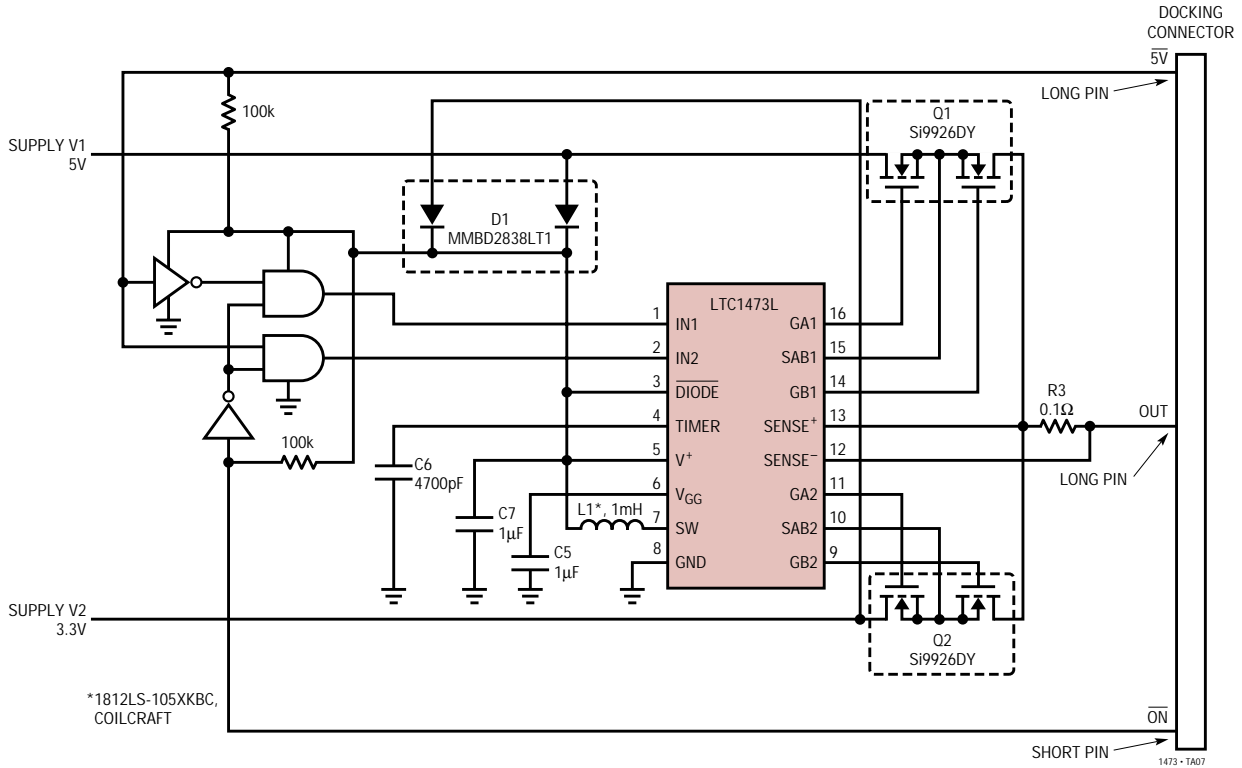 DOCKING
CONNECTOR
5V
LONG PIN
100k
Q1
Si9926DY
SUPPLY V1
5V
D1
MMBD2838LT1
LTC1473L
1 IN1
2 IN2
3 DIODE
4 TIMER
5 V+
6 VGG
7 SW
8 GND
GA1 16
SAB1 15
GB1 14
SENSE+ 13
SENSE– 12
GA2 11
SAB2 10
GB2 9
R3
0.1Ω
OUT
LONG PIN
100k
C6
4700pF
C7
1µF
C5
1µF
L1*, 1mH
SUPPLY V2
3.3V
Q2
Si9926DY
*1812LS-105XKBC,
COILCRAFT
ON
SHORT PIN
1473 • TA07